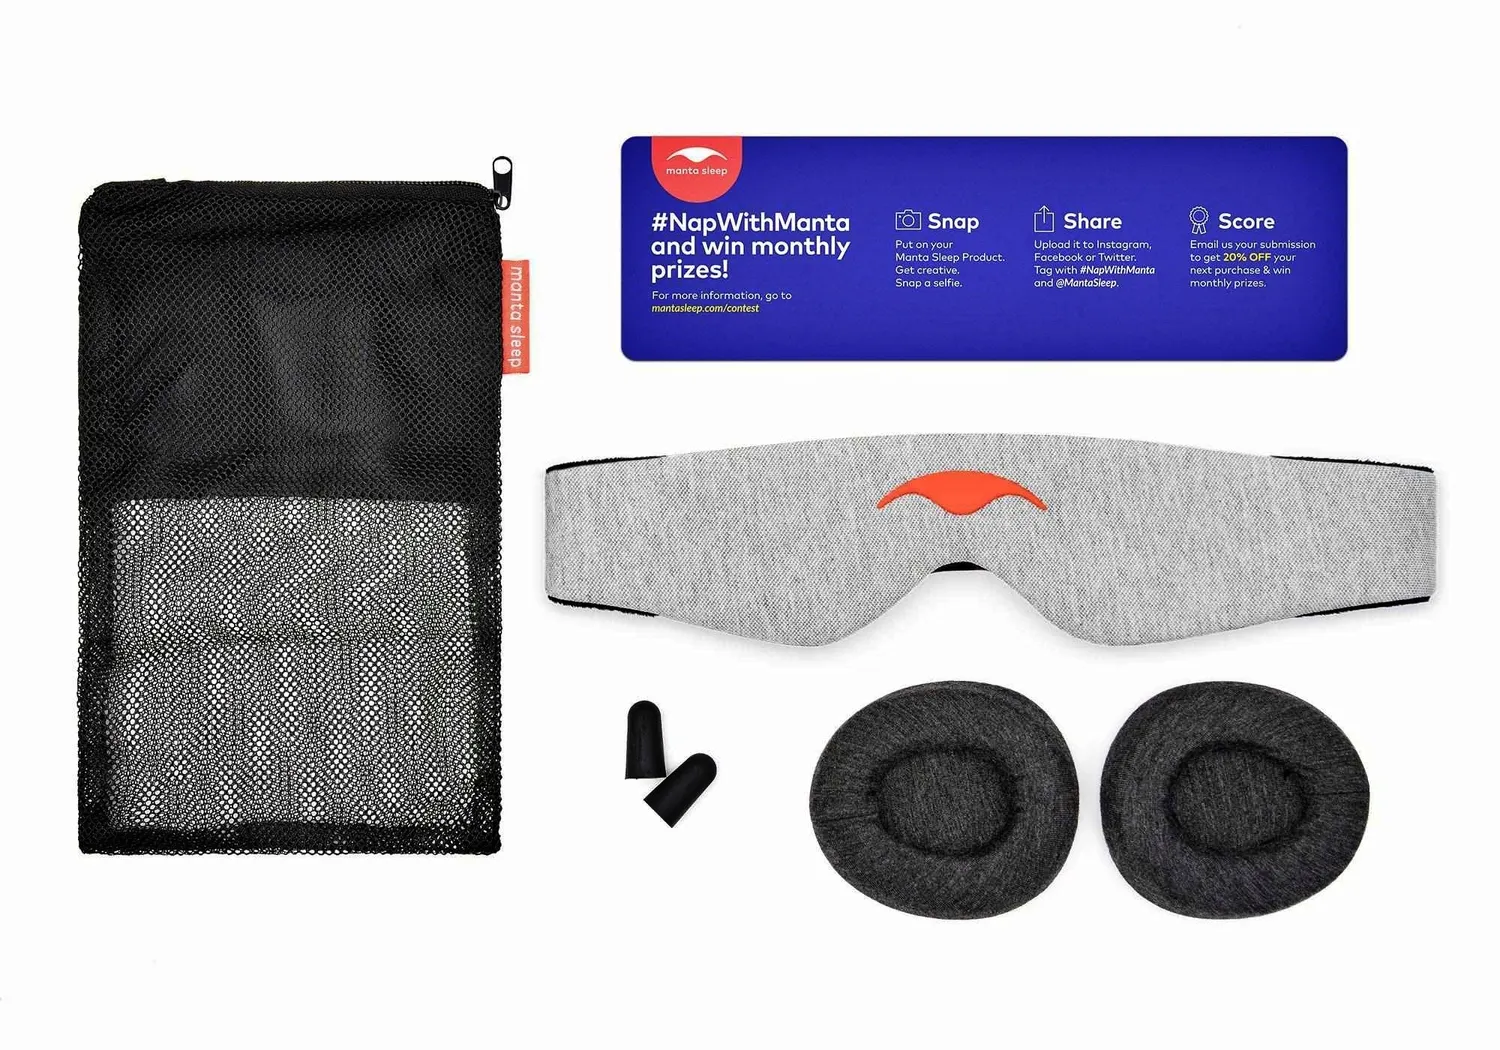 manta sleep
manta sleep
#NapWithManta
and win monthly
prizes!
For more information, go to
mantasleep.com/contest
Snap
Put on your
Manta Sleep Product.
Get creative.
Snap a selfie.
Share
Upload it to Instagram,
Facebook or Twitter.
Tag with #NapWithManta
and @MantaSleep.
Score
Email us your submission
to get 20% OFF your
next purchase & win
monthly prizes.